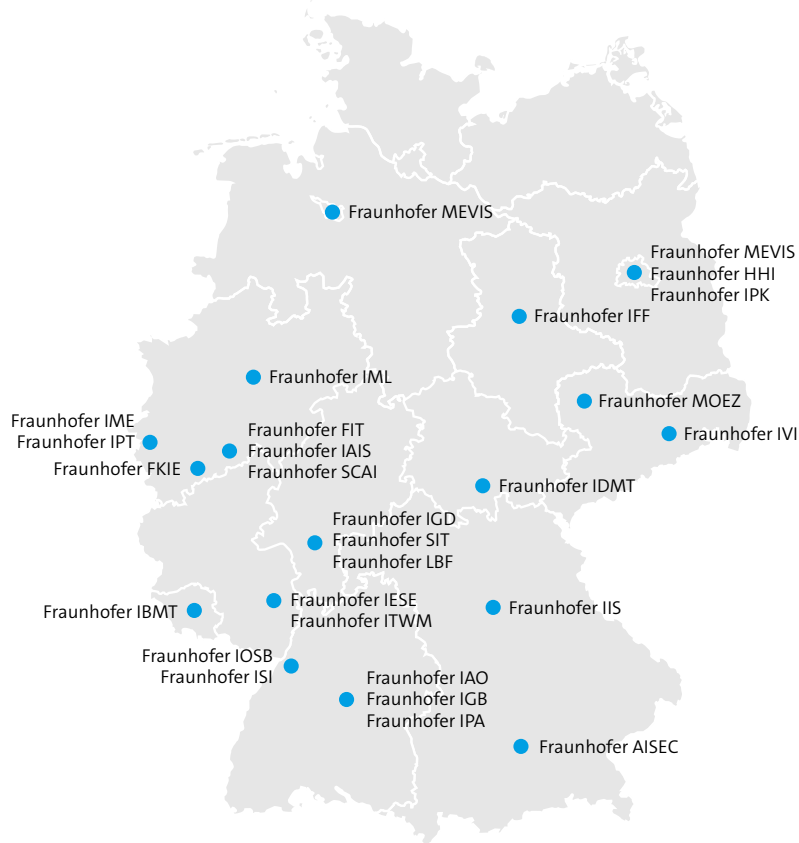 Fraunhofer MEVIS
Fraunhofer MEVIS
Fraunhofer HHI
Fraunhofer IPK
Fraunhofer IFF
Fraunhofer IML
Fraunhofer MOEZ
Fraunhofer IME
Fraunhofer IPT
Fraunhofer FIT
Fraunhofer IAIS
Fraunhofer SCAI
Fraunhofer IVI
Fraunhofer FKIE
Fraunhofer IDMT
Fraunhofer IGD
Fraunhofer SIT
Fraunhofer LBF
Fraunhofer IBMT
Fraunhofer IESE
Fraunhofer ITWM
Fraunhofer IIS
Fraunhofer IOSB
Fraunhofer ISI
Fraunhofer IAO
Fraunhofer IGB
Fraunhofer IPA
Fraunhofer AISEC